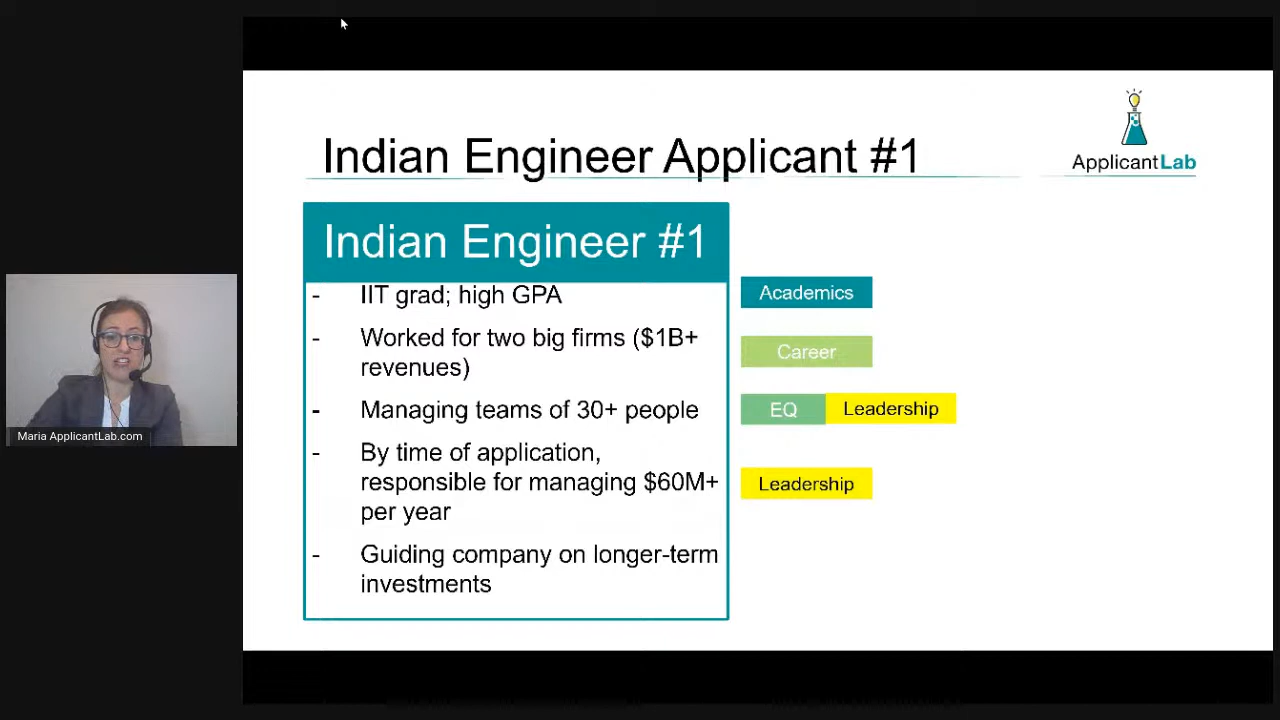 Indian Engineer Applicant #1
ApplicantLab
Indian Engineer #1
- IIT grad; high GPA
Academics
- Worked for two big firms ($1B+
revenues)
Career
- Managing teams of 30+ people
EQ
Leadership
- By time of application,
responsible for managing $60M+
per year
Leadership
- Guiding company on longer-term
investments
Maria ApplicantLab.com